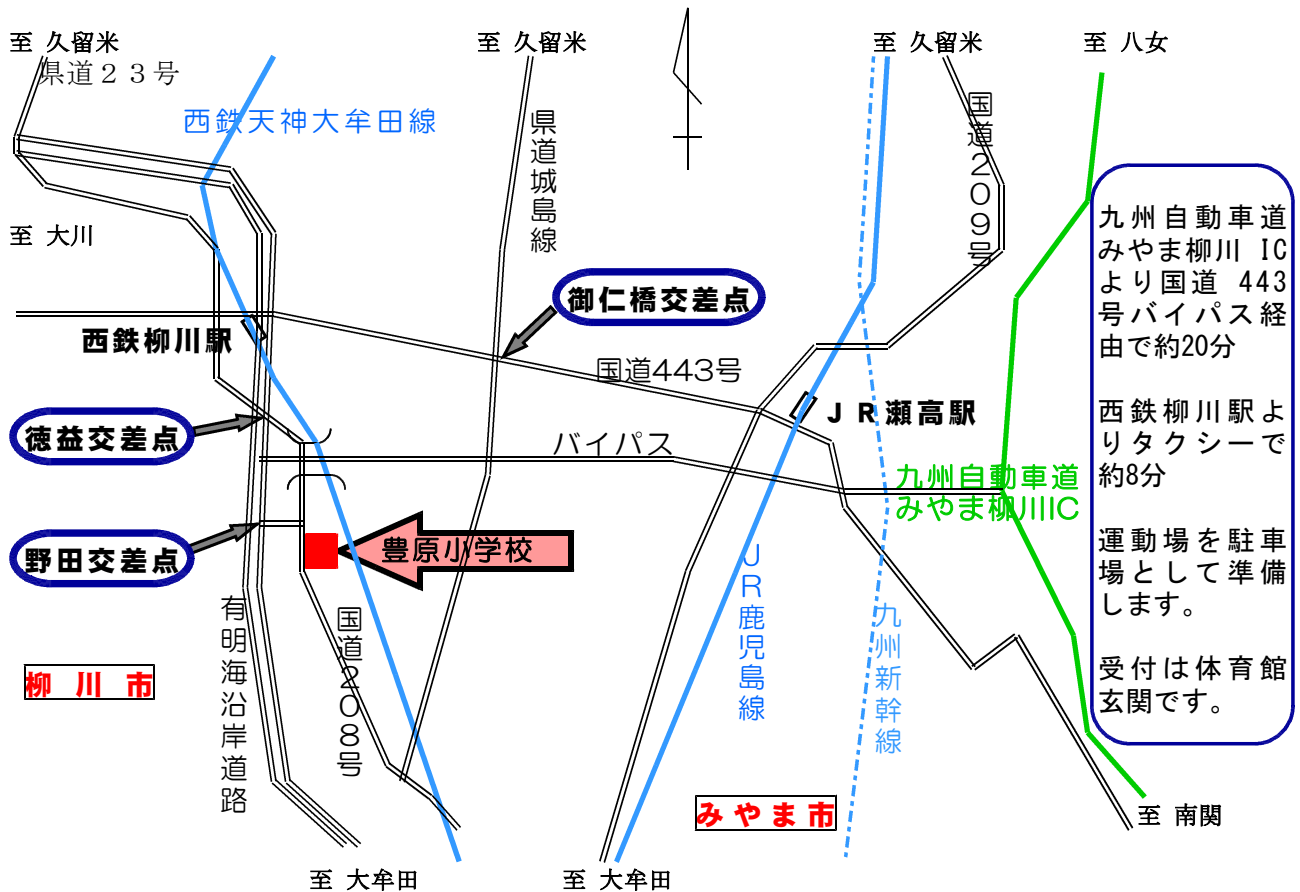 至 久留米
至 久留米
至 久留米
至 八女
県道２３号
西鉄天神大牟田線
県道城島線
国道209号
至 大川
御仁橋交差点
西鉄柳川駅
国道443号
ＪＲ瀬高駅
徳益交差点
バイパス
九州自動車道
みやま柳川IC
野田交差点
豊原小学校
有明海沿岸道路
国道208号
JR鹿児島線
九州新幹線
柳川市
みやま市
至 南関
至 大牟田
至 大牟田
九州自動車道
みやま柳川 IC
より国道 443
号バイパス経
由で約20分
西鉄柳川駅よ
りタクシーで
約8分
運動場を駐車
場として準備
します。
受付は体育館
玄関です。